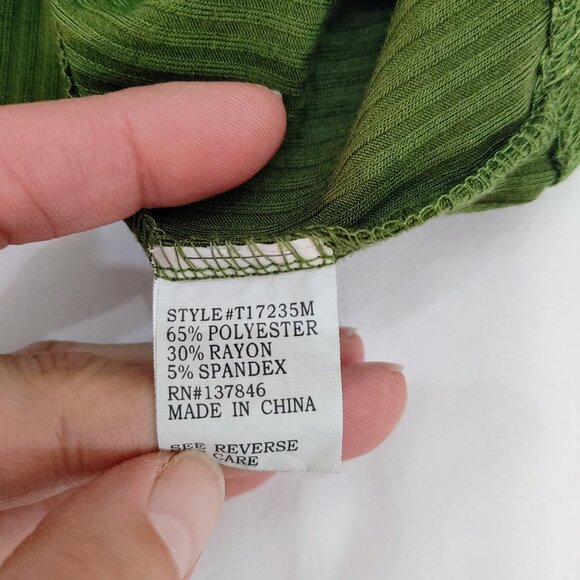 STYLE#T17235M
65% POLYESTER
30% RAYON
5% SPANDEX
RN#137846
MADE IN CHINA
SEE REVERSE
CARE